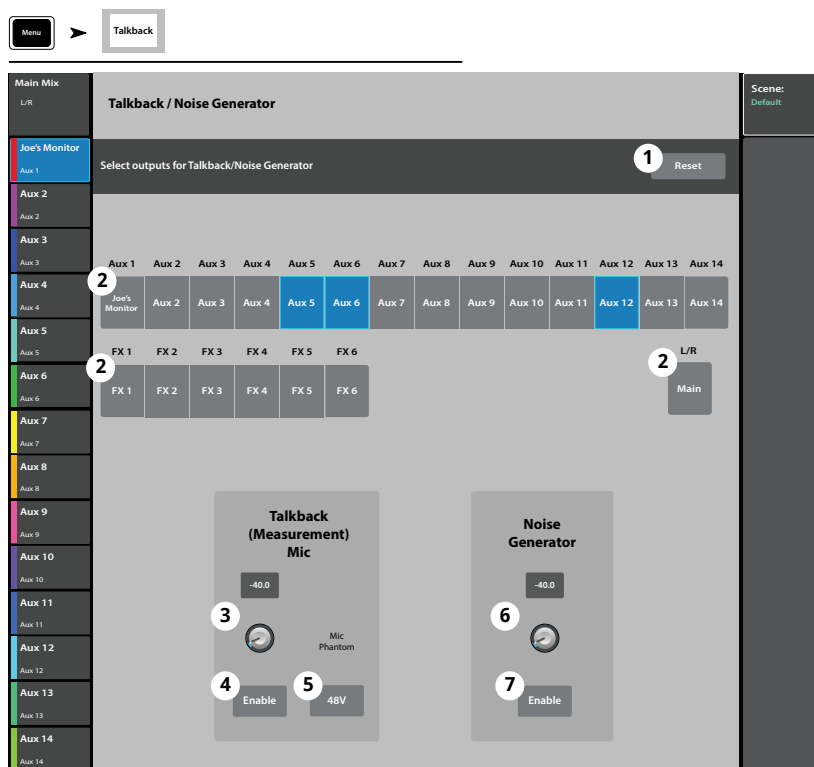 Menu
Talkback
Main Mix
L/R
Talkback / Noise Generator
Scene:
Default
Joe's Monitor
Aux 1
Select outputs for Talkback/Noise Generator
1
Reset
Aux 2
Aux 2
Aux 3
Aux 3
Aux 4
Aux 4
Aux 5
Aux 5
Aux 6
Aux 6
Aux 7
Aux 7
Aux 8
Aux 8
Aux 9
Aux 9
Aux 10
Aux 10
Aux 11
Aux 11
Aux 12
Aux 12
Aux 13
Aux 13
Aux 14
Aux 14
Aux 1 Aux 2 Aux 3 Aux 4 Aux 5 Aux 6 Aux 7 Aux 8 Aux 9 Aux 10 Aux 11 Aux 12 Aux 13 Aux 14
2
Joe's
Monitor
Aux 2 Aux 3 Aux 4 Aux 5 Aux 6 Aux 7 Aux 8 Aux 9 Aux 10 Aux 11 Aux 12 Aux 13 Aux 14
FX 1 FX 2 FX 3 FX 4 FX 5 FX 6
L/R
2
2
FX 1 FX 2 FX 3 FX 4 FX 5 FX 6
Main
Talkback
(Measurement)
Mic
-40.0
3
Mic
Phantom
4
Enable
5
48V
Noise
Generator
-40.0
6
7
Enable